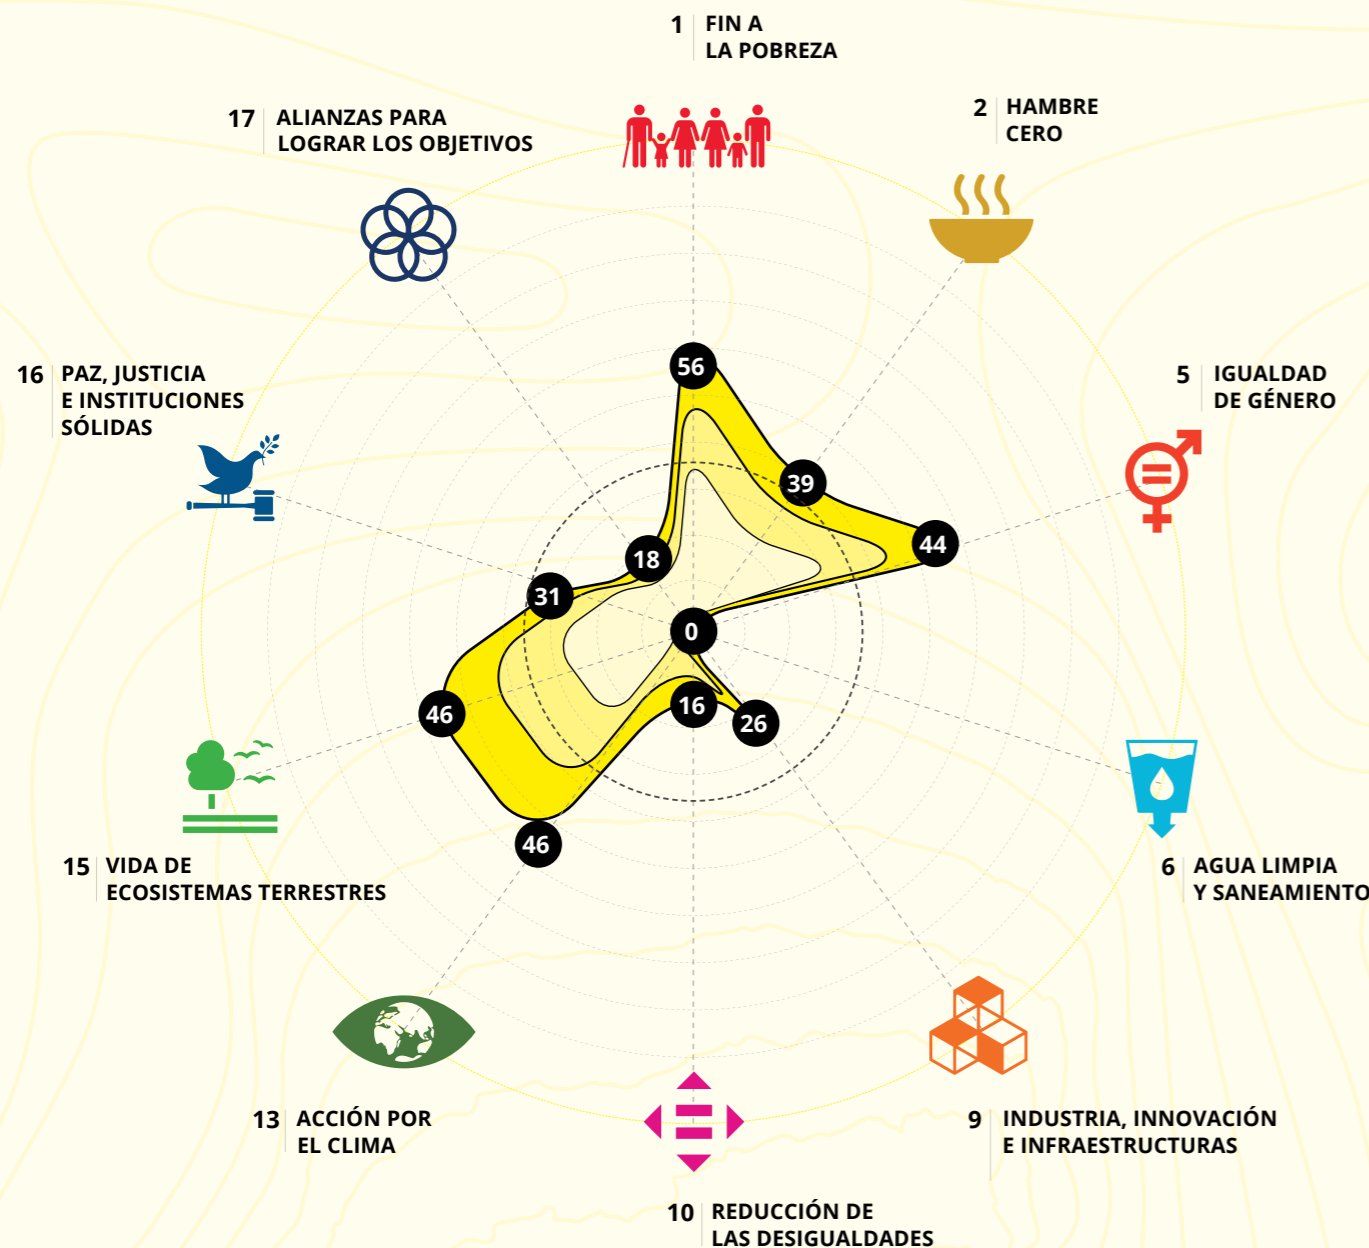 1 FIN A
LA POBREZA
2 HAMBRE
CERO
17 ALIANZAS PARA
LOGRAR LOS OBJETIVOS
5 IGUALDAD
DE GÉNERO
16 PAZ, JUSTICIA
E INSTITUCIONES
SÓLIDAS
56
39
44
18
31
0
16
26
46
46
15 VIDA DE
ECOSISTEMAS TERRESTRES
6 AGUA LIMPIA
Y SANEAMIENTO
13 ACCIÓN POR
EL CLIMA
9 INDUSTRIA, INNOVACIÓN
E INFRAESTRUCTURAS
10 REDUCCIÓN DE
LAS DESIGUALDADES